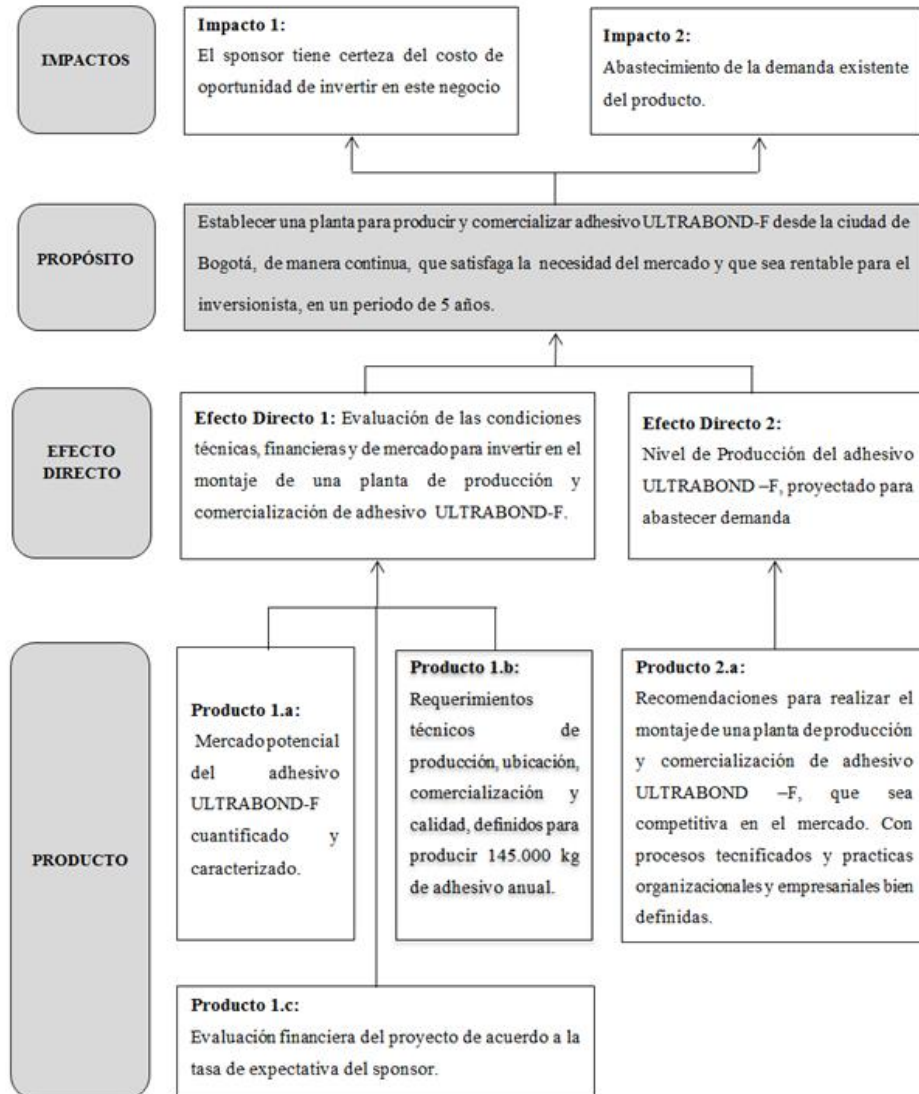 IMPACTOS
Impacto 1:
El sponsor tiene certeza del costo de
oportunidad de invertir en este negocio
Impacto 2:
Abastecimiento de la demanda existente
del producto.
PROPÓSITO
Establecer una planta para producir y comercializar adhesivo ULTRABOND-F desde la ciudad de
Bogotá, de manera continua, que satisfaga la necesidad del mercado y que sea rentable para el
inversionista, en un periodo de 5 años.
EFECTO
DIRECTO
Efecto Directo 1: Evaluación de las condiciones
técnicas, financieras y de mercado para invertir en el
montaje de una planta de producción y
comercialización de adhesivo ULTRABOND-F.
Efecto Directo 2:
Nivel de Producción del adhesivo
ULTRABOND –F, proyectado para
abastecer demanda
PRODUCTO
Producto 1.a:
Mercado potencial
del adhesivo
ULTRABOND-F
cuantificado y
caracterizado.
Producto 1.b:
Requerimientos
técnicos de
producción, ubicación,
comercialización y
calidad, definidos para
producir 145.000 kg
de adhesivo anual.
Producto 2.a:
Recomendaciones para realizar el
montaje de una planta de producción
y comercialización de adhesivo
ULTRABOND –F, que sea
competitiva en el mercado. Con
procesos tecnificados y practicas
organizacionales y empresariales bien
definidas.
Producto 1.c:
Evaluación financiera del proyecto de acuerdo a la
tasa de expectativa del sponsor.